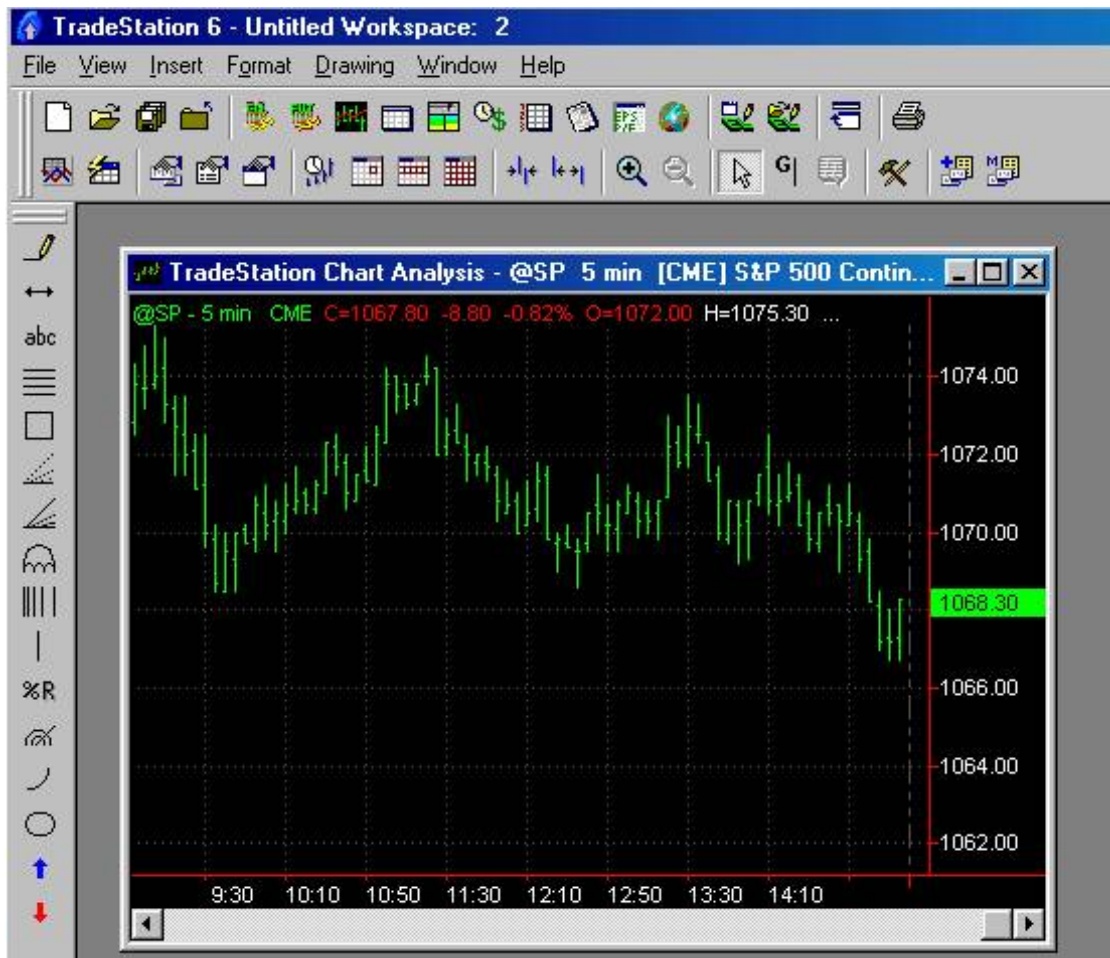 TradeStation 6 - Untitled Workspace: 2
File View Insert Format Drawing Window Help
G
M
abc
%R
TradeStation Chart Analysis - @SP 5 min [CME] S&P 500 Contin...
@SP - 5 min CME C=1067.80 -8.80 -0.82% O=1072.00 H=1075.30 ...
1074.00
1072.00
1070.00
1068.30
1066.00
1064.00
1062.00
9:30 10:10 10:50 11:30 12:10 12:50 13:30 14:10